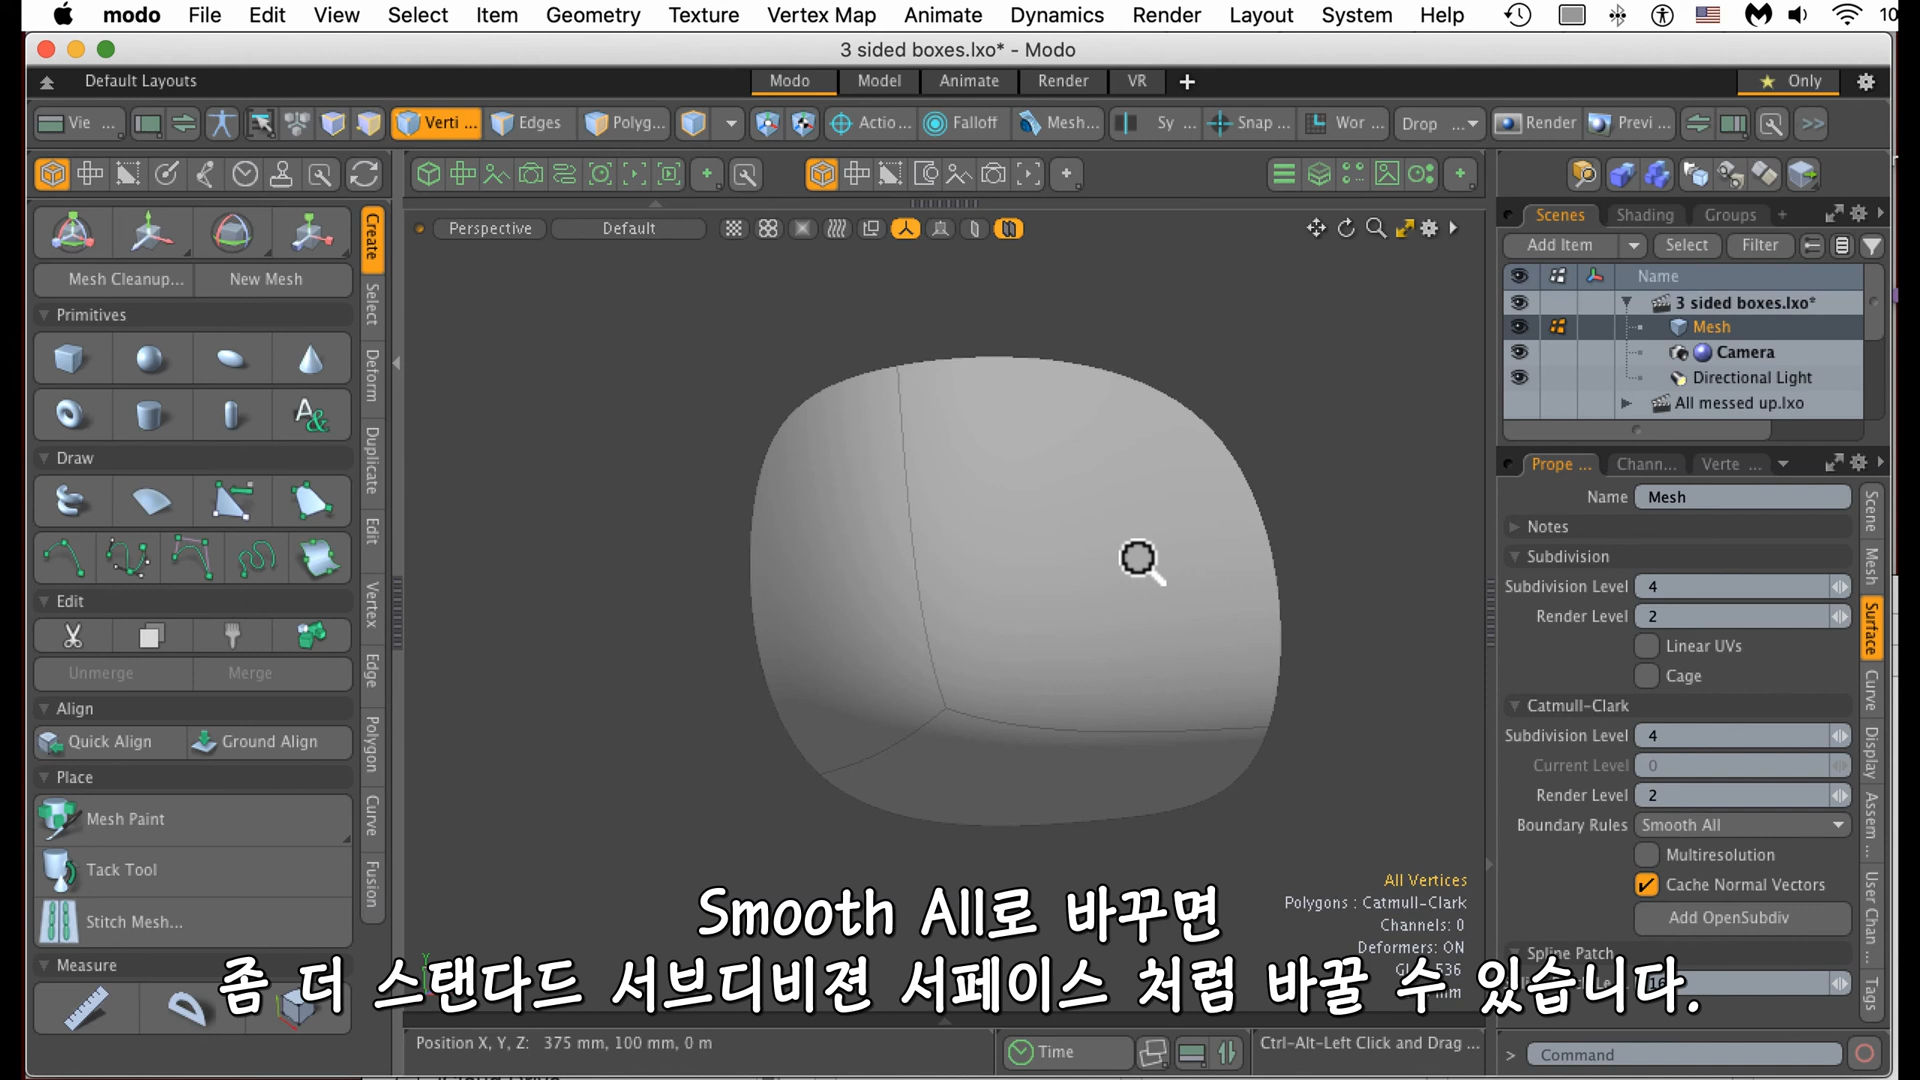 modo File Edit View Select Item Geometry Texture Vertex Map Animate Dynamics Render Layout System Help 10
3 sided boxes.lxo* - Modo
Default Layouts Modo Model Animate Render VR + Only
Vie ... Verti ... Edges Polyg... Actio... Falloff Mesh... Sy ... Snap ... Wor ... Drop ... Render Previ ... >>
Perspective Default
Scenes Shading Groups +
Add Item Select Filter
Name
3 sided boxes.lxo*
Mesh
Camera
Directional Light
All messed up.lxo
Mesh Cleanup... New Mesh
Primitives
Draw
Edit
Unmerge Merge
Align
Quick Align Ground Align
Place
Mesh Paint
Tack Tool
Stitch Mesh...
Measure
Create
Select
Deform
Duplicate
Edit
Vertex
Edge
Polygon
Curve
Fusion
Prope ... Chann... Verte ...
Name Mesh
Notes
Subdivision
Subdivision Level 4
Render Level 2
Linear UVs
Cage
Catmull-Clark
Subdivision Level 4
Current Level 0
Render Level 2
Boundary Rules Smooth All
Multiresolution
Cache Normal Vectors
Add OpenSubdiv
Spline Patch
Scene
Mesh ...
Surface
Curve
Display
Assem ...
User Chan ...
Tags
All Vertices
Polygons : Catmull-Clark
Channels: 0
Deformers: ON
Smooth All로 바꾸면
좀 더 스탠다드 서브디비젼 서페이스 처럼 바꿀 수 있습니다.
Position X, Y, Z: 375 mm, 100 mm, 0 m
Time
Ctrl-Alt-Left Click and Drag ...
> Command